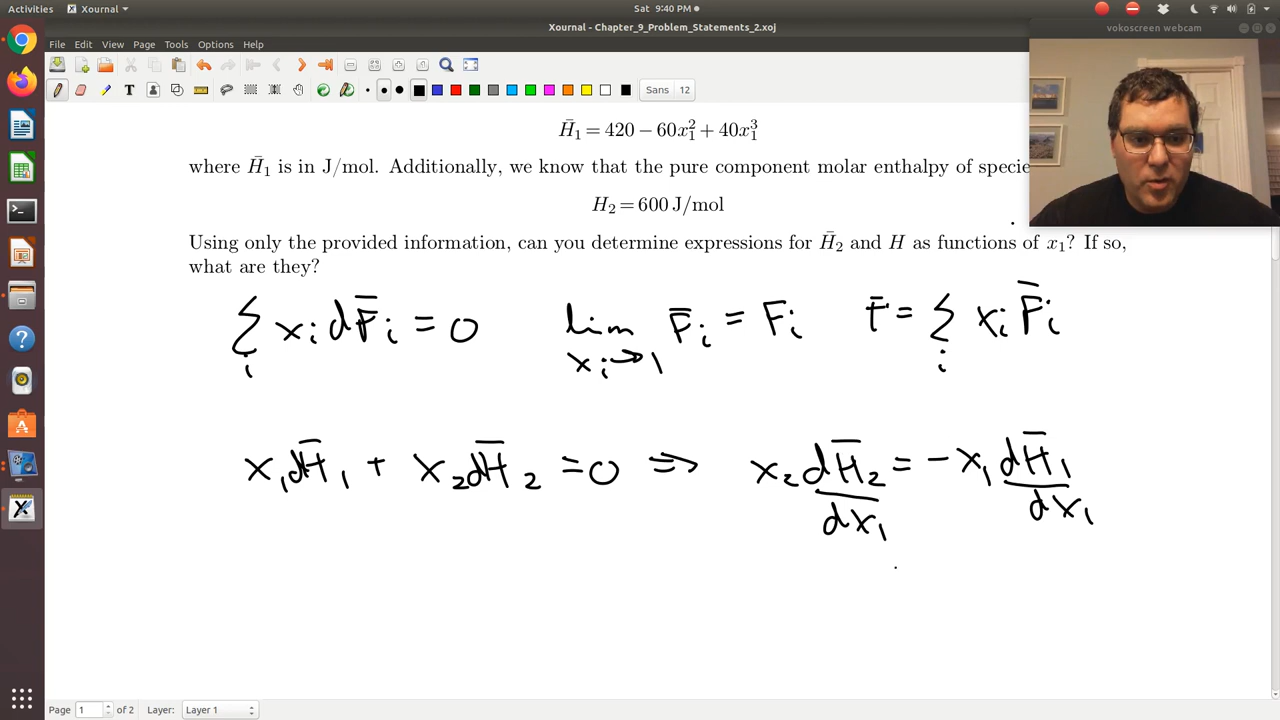 Activities Xournal Sat 9:40 PM
Xournal - Chapter_9_Problem_Statements_2.xoj
vokoscreen webcam
File Edit View Page Tools Options Help
Sans 12
H̄₁ = 420 − 60x₁² + 40x₁³
where H̄₁ is in J/mol. Additionally, we know that the pure component molar enthalpy of specie
H₂ = 600 J/mol
Using only the provided information, can you determine expressions for H̄₂ and H as functions of x₁? If so,
what are they?
∑ᵢ xᵢ dF̄ᵢ = 0 lim xᵢ→1 F̄ᵢ = Fᵢ F = ∑ᵢ xᵢ F̄ᵢ
x₁dH̄₁ + x₂dH̄₂ = 0 ⇒ x₂ dH̄₂/dx₁ = −x₁ dH̄₁/dx₁
Page 1 of 2 Layer: Layer 1